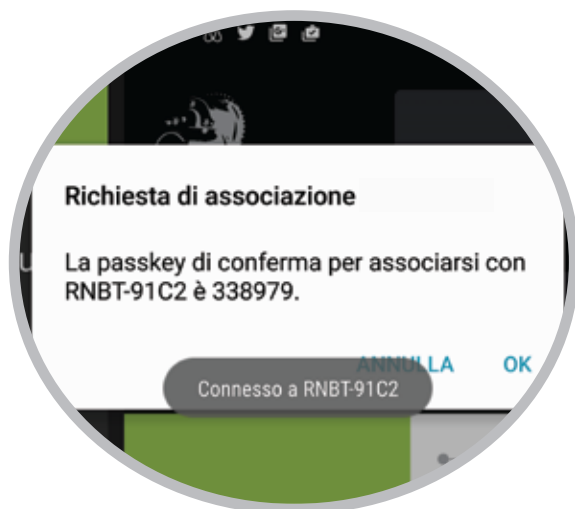 Richiesta di associazione
La passkey di conferma per associarsi con
RNBT-91C2 è 338979.
ANNULLA OK
Connesso a RNBT-91C2